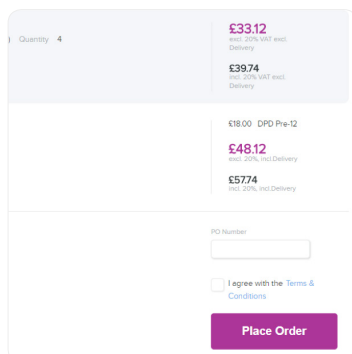 £33.12
) Quantity 4
excl. 20% VAT excl.
Delivery
£39.74
incl. 20% VAT excl.
Delivery
£18.00 DPD Pre-12
£48.12
excl. 20%, incl.Delivery
£57.74
incl. 20%, incl.Delivery
PO Number
I agree with the Terms &
Conditions
Place Order